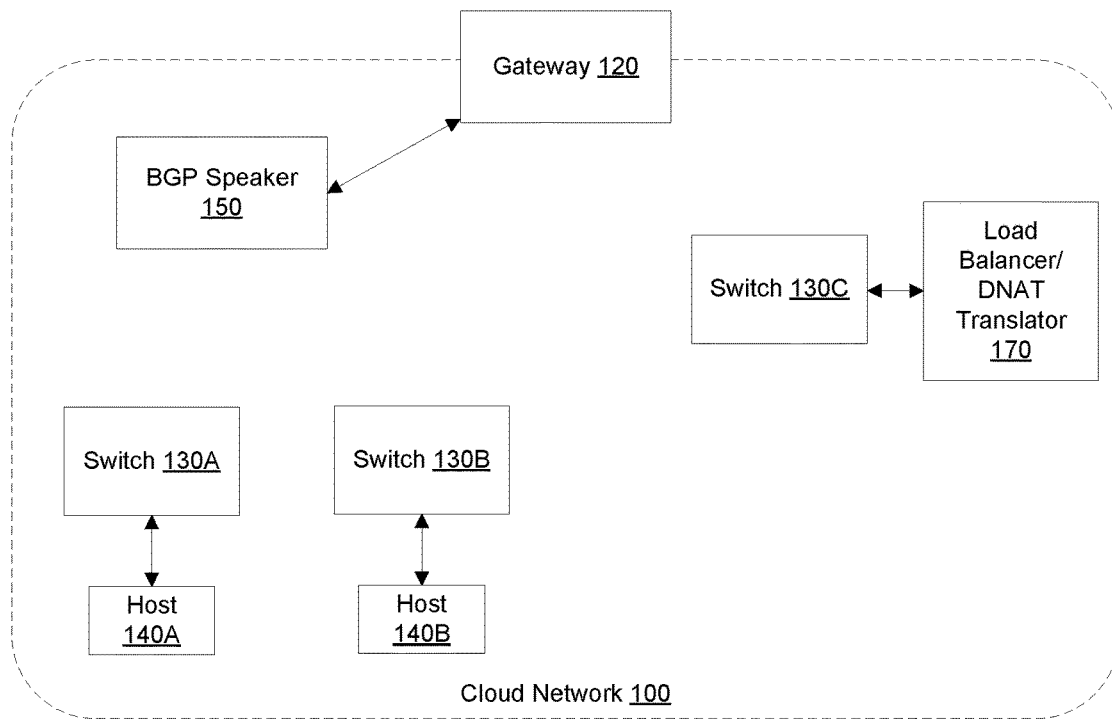 Gateway 120
BGP Speaker
150
Load
Balancer/
DNAT
Translator
170
Switch 130C
Switch 130A
Switch 130B
Host
140A
Host
140B
Cloud Network 100